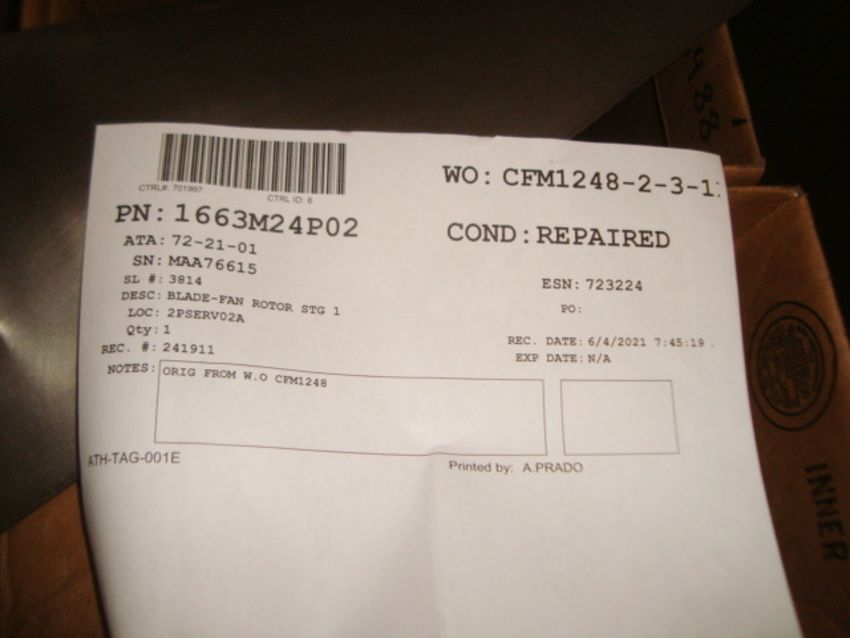 CTRL#: 701997
CTRL ID: 6
PN: 1663M24P02
ATA: 72-21-01
SN: MAA76615
SL #: 3814
DESC: BLADE-FAN ROTOR STG 1
LOC: 2PSERV02A
Qty: 1
REC. #: 241911
WO: CFM1248-2-3-1
COND: REPAIRED
ESN: 723224
PO:
REC. DATE: 6/4/2021 7:45:19
EXP DATE: N/A
NOTES: ORIG FROM W.O CFM1248
ATH-TAG-001E
Printed by: A.PRADO
488
INNER